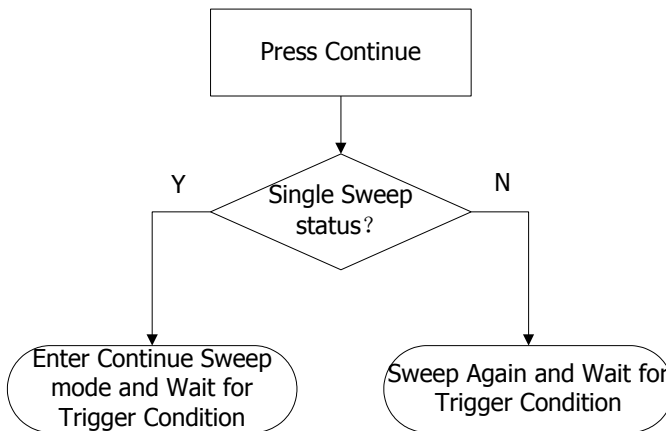 Press Continue
Y
N
Single Sweep
status？
Enter Continue Sweep
mode and Wait for
Trigger Condition
Sweep Again and Wait for
Trigger Condition